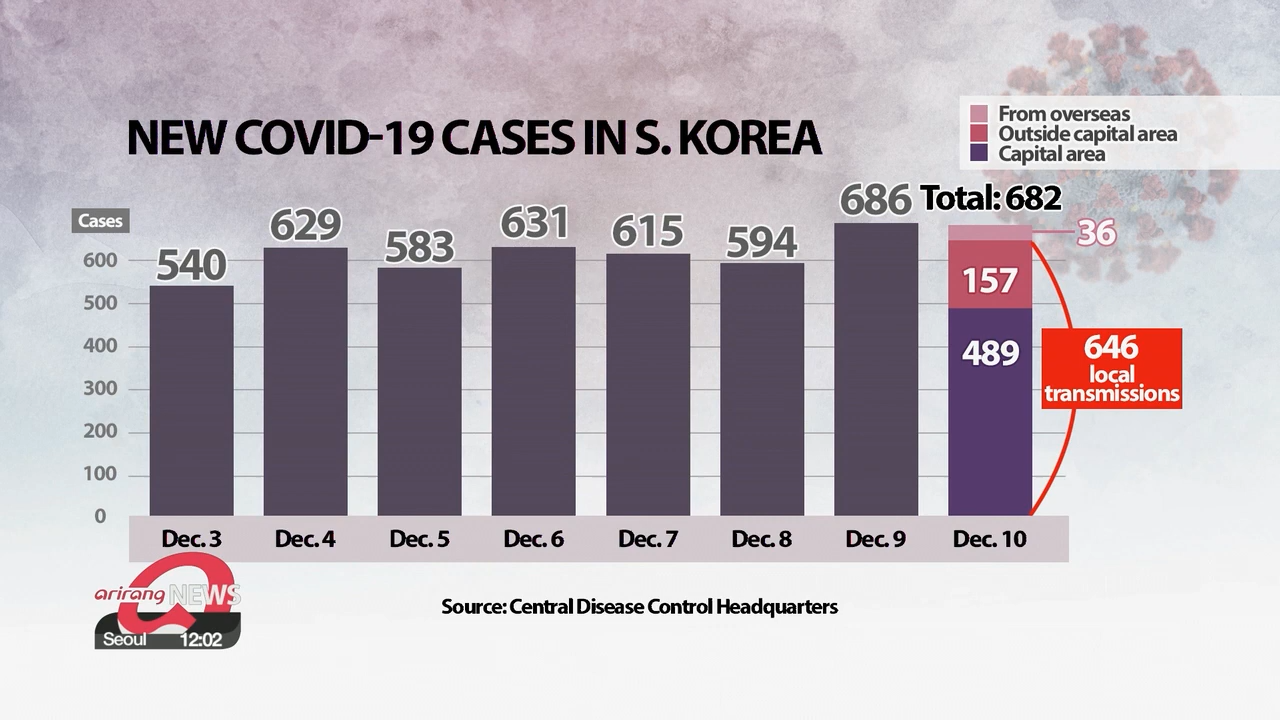 From overseas
Outside capital area
Capital area
NEW COVID-19 CASES IN S. KOREA
Cases
540
629
583
631
615
594
686
Total: 682
36
157
489
646
local
transmissions
600
500
400
300
200
100
0
Dec. 3
Dec. 4
Dec. 5
Dec. 6
Dec. 7
Dec. 8
Dec. 9
Dec. 10
arirang NEWS
Seoul 12:02
Source: Central Disease Control Headquarters